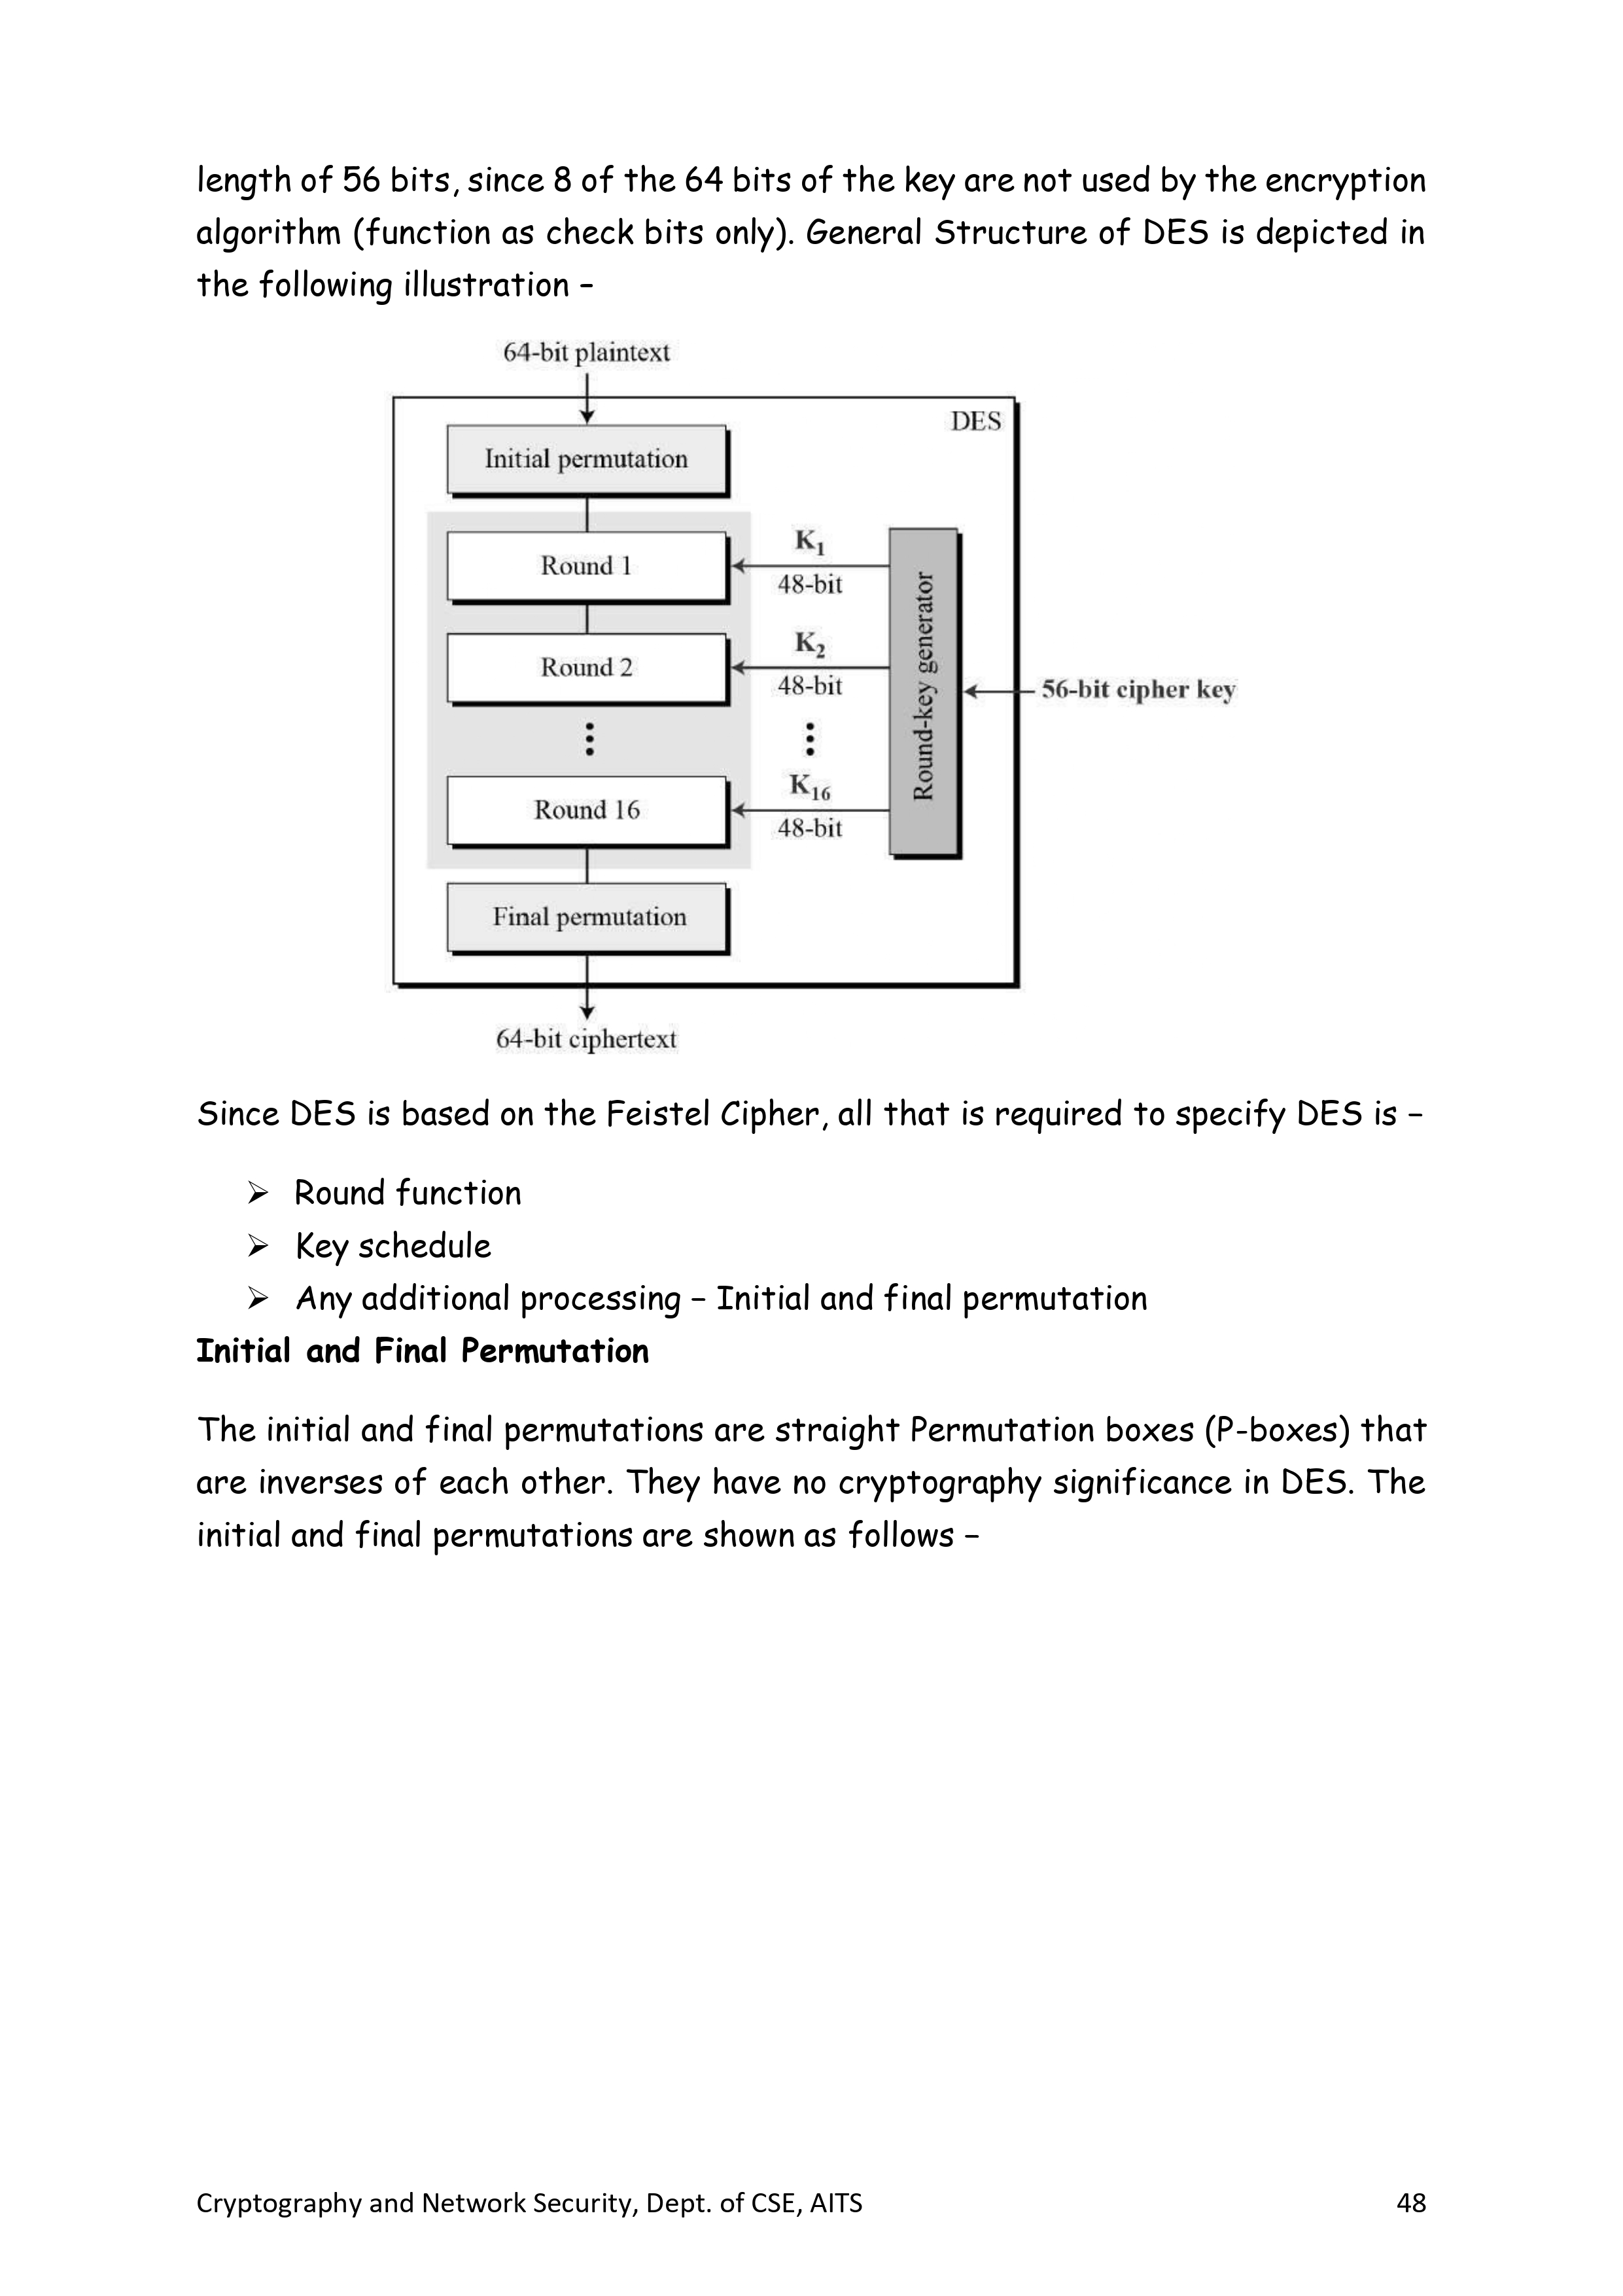 length of 56 bits, since 8 of the 64 bits of the key are not used by the encryption
algorithm (function as check bits only). General Structure of DES is depicted in
the following illustration –
64-bit plaintext
DES
Initial permutation
Round 1
K1
48-bit
Round 2
K2
48-bit
Round-key generator
56-bit cipher key
Round 16
K16
48-bit
Final permutation
64-bit ciphertext
Since DES is based on the Feistel Cipher, all that is required to specify DES is –
➢ Round function
➢ Key schedule
➢ Any additional processing – Initial and final permutation
Initial and Final Permutation
The initial and final permutations are straight Permutation boxes (P-boxes) that
are inverses of each other. They have no cryptography significance in DES. The
initial and final permutations are shown as follows –
Cryptography and Network Security, Dept. of CSE, AITS 48